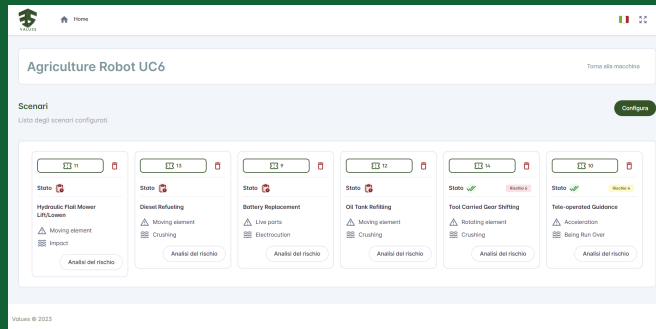 VALUES
Home
Agriculture Robot UC6
Torna alla macchina
Scenari
Configura
Lista degli scenari configurati
11
13
9
12
14
10
Stato
Stato
Stato
Stato
Stato
Rischio 6
Stato
Rischio 4
Hydraulic Flail Mower
Lift/Lowen
Moving element
Impact
Analisi del rischio
Diesel Refueling
Moving element
Crushing
Analisi del rischio
Battery Replacement
Live parts
Electrocution
Analisi del rischio
Oil Tank Refilling
Moving element
Crushing
Analisi del rischio
Tool Carried Gear Shifting
Rotating element
Crushing
Analisi del rischio
Tele-operated Guidance
Acceleration
Being Run Over
Analisi del rischio
Values © 2023